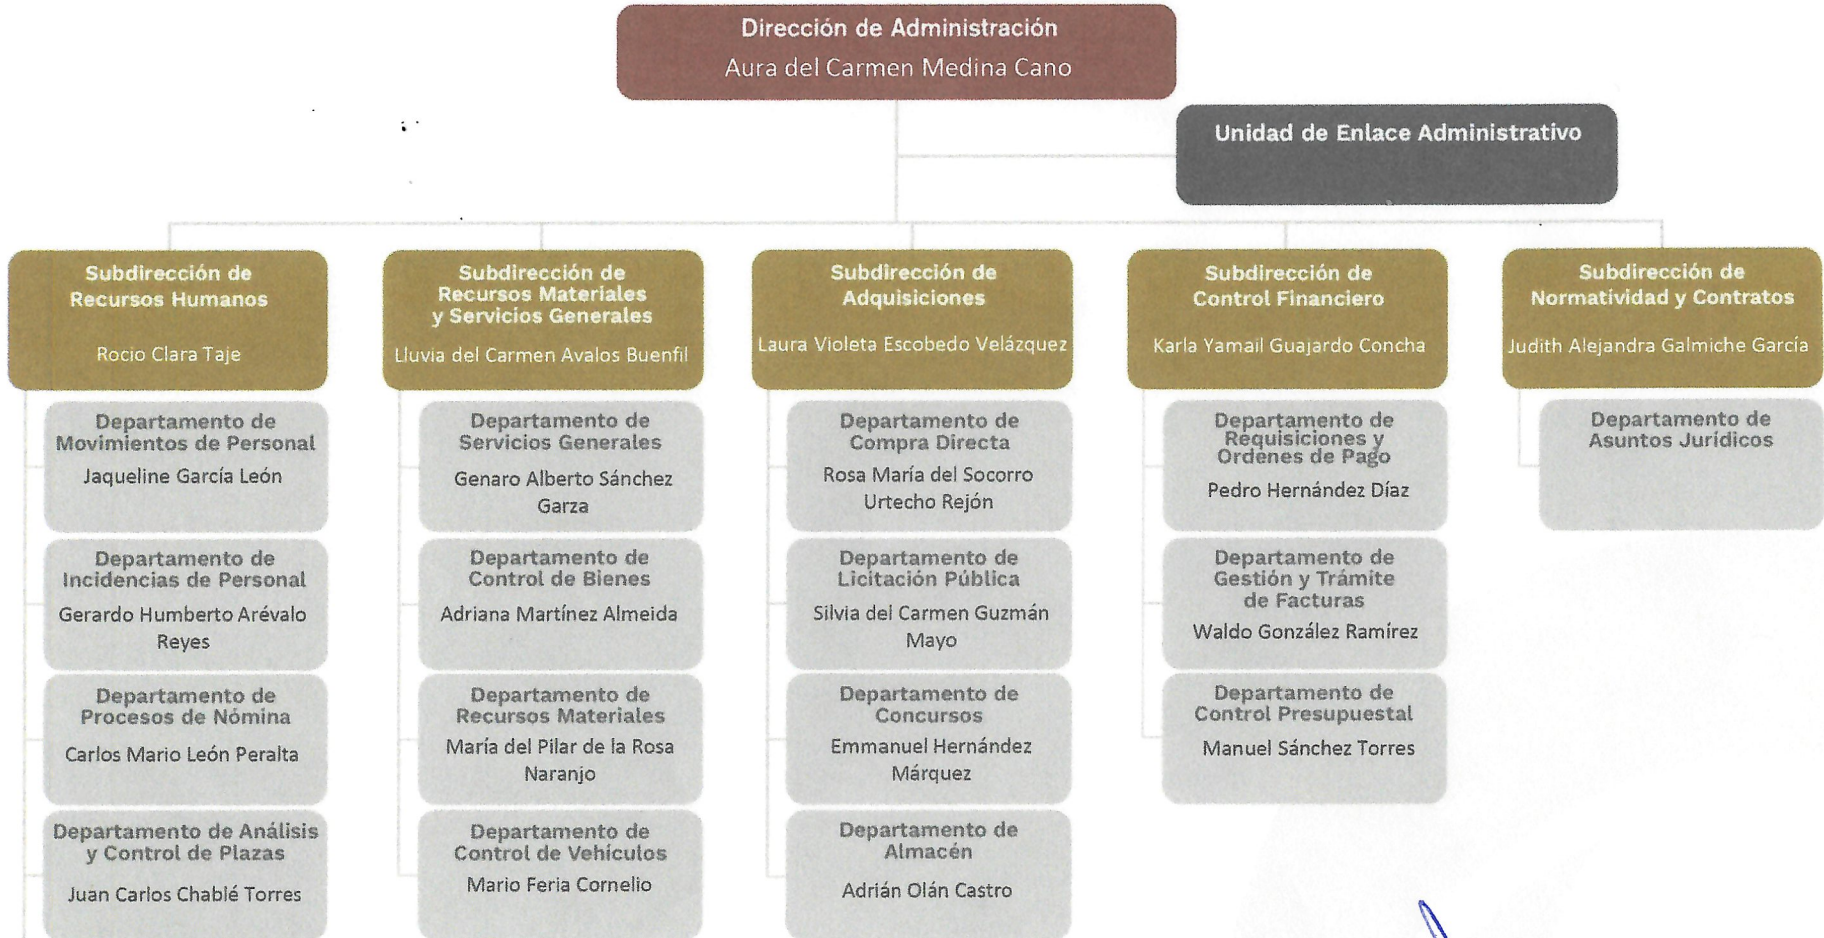 Dirección de Administración
Aura del Carmen Medina Cano
Unidad de Enlace Administrativo
Subdirección de
Recursos Humanos
Rocio Clara Taje
Departamento de
Movimientos de Personal
Jaqueline García León
Departamento de
Incidencias de Personal
Gerardo Humberto Arévalo
Reyes
Departamento de
Procesos de Nómina
Carlos Mario León Peralta
Departamento de Análisis
y Control de Plazas
Juan Carlos Chablé Torres
Subdirección de
Recursos Materiales
y Servicios Generales
Lluvia del Carmen Avalos Buenfil
Departamento de
Servicios Generales
Genaro Alberto Sánchez
Garza
Departamento de
Control de Bienes
Adriana Martínez Almeida
Departamento de
Recursos Materiales
María del Pilar de la Rosa
Naranjo
Departamento de
Control de Vehículos
Mario Feria Cornelio
Subdirección de
Adquisiciones
Laura Violeta Escobedo Velázquez
Departamento de
Compra Directa
Rosa María del Socorro
Urtecho Rejón
Departamento de
Licitación Pública
Silvia del Carmen Guzmán
Mayo
Departamento de
Concursos
Emmanuel Hernández
Márquez
Departamento de
Almacén
Adrián Olán Castro
Subdirección de
Control Financiero
Karla Yamail Guajardo Concha
Departamento de
Requisiciones y
Ordenes de Pago
Pedro Hernández Díaz
Departamento de
Gestión y Trámite
de Facturas
Waldo González Ramírez
Departamento de
Control Presupuestal
Manuel Sánchez Torres
Subdirección de
Normatividad y Contratos
Judith Alejandra Galmiche García
Departamento de
Asuntos Jurídicos